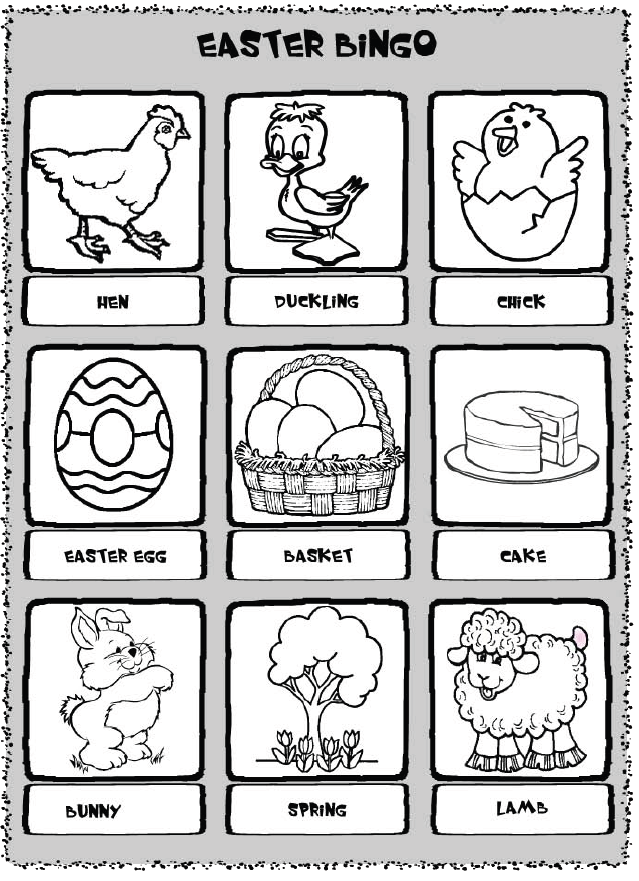 EASTER BINGO
HEN
DUCKLING
CHICK
EASTER EGG
BASKET
CAKE
BUNNY
SPRING
LAMB